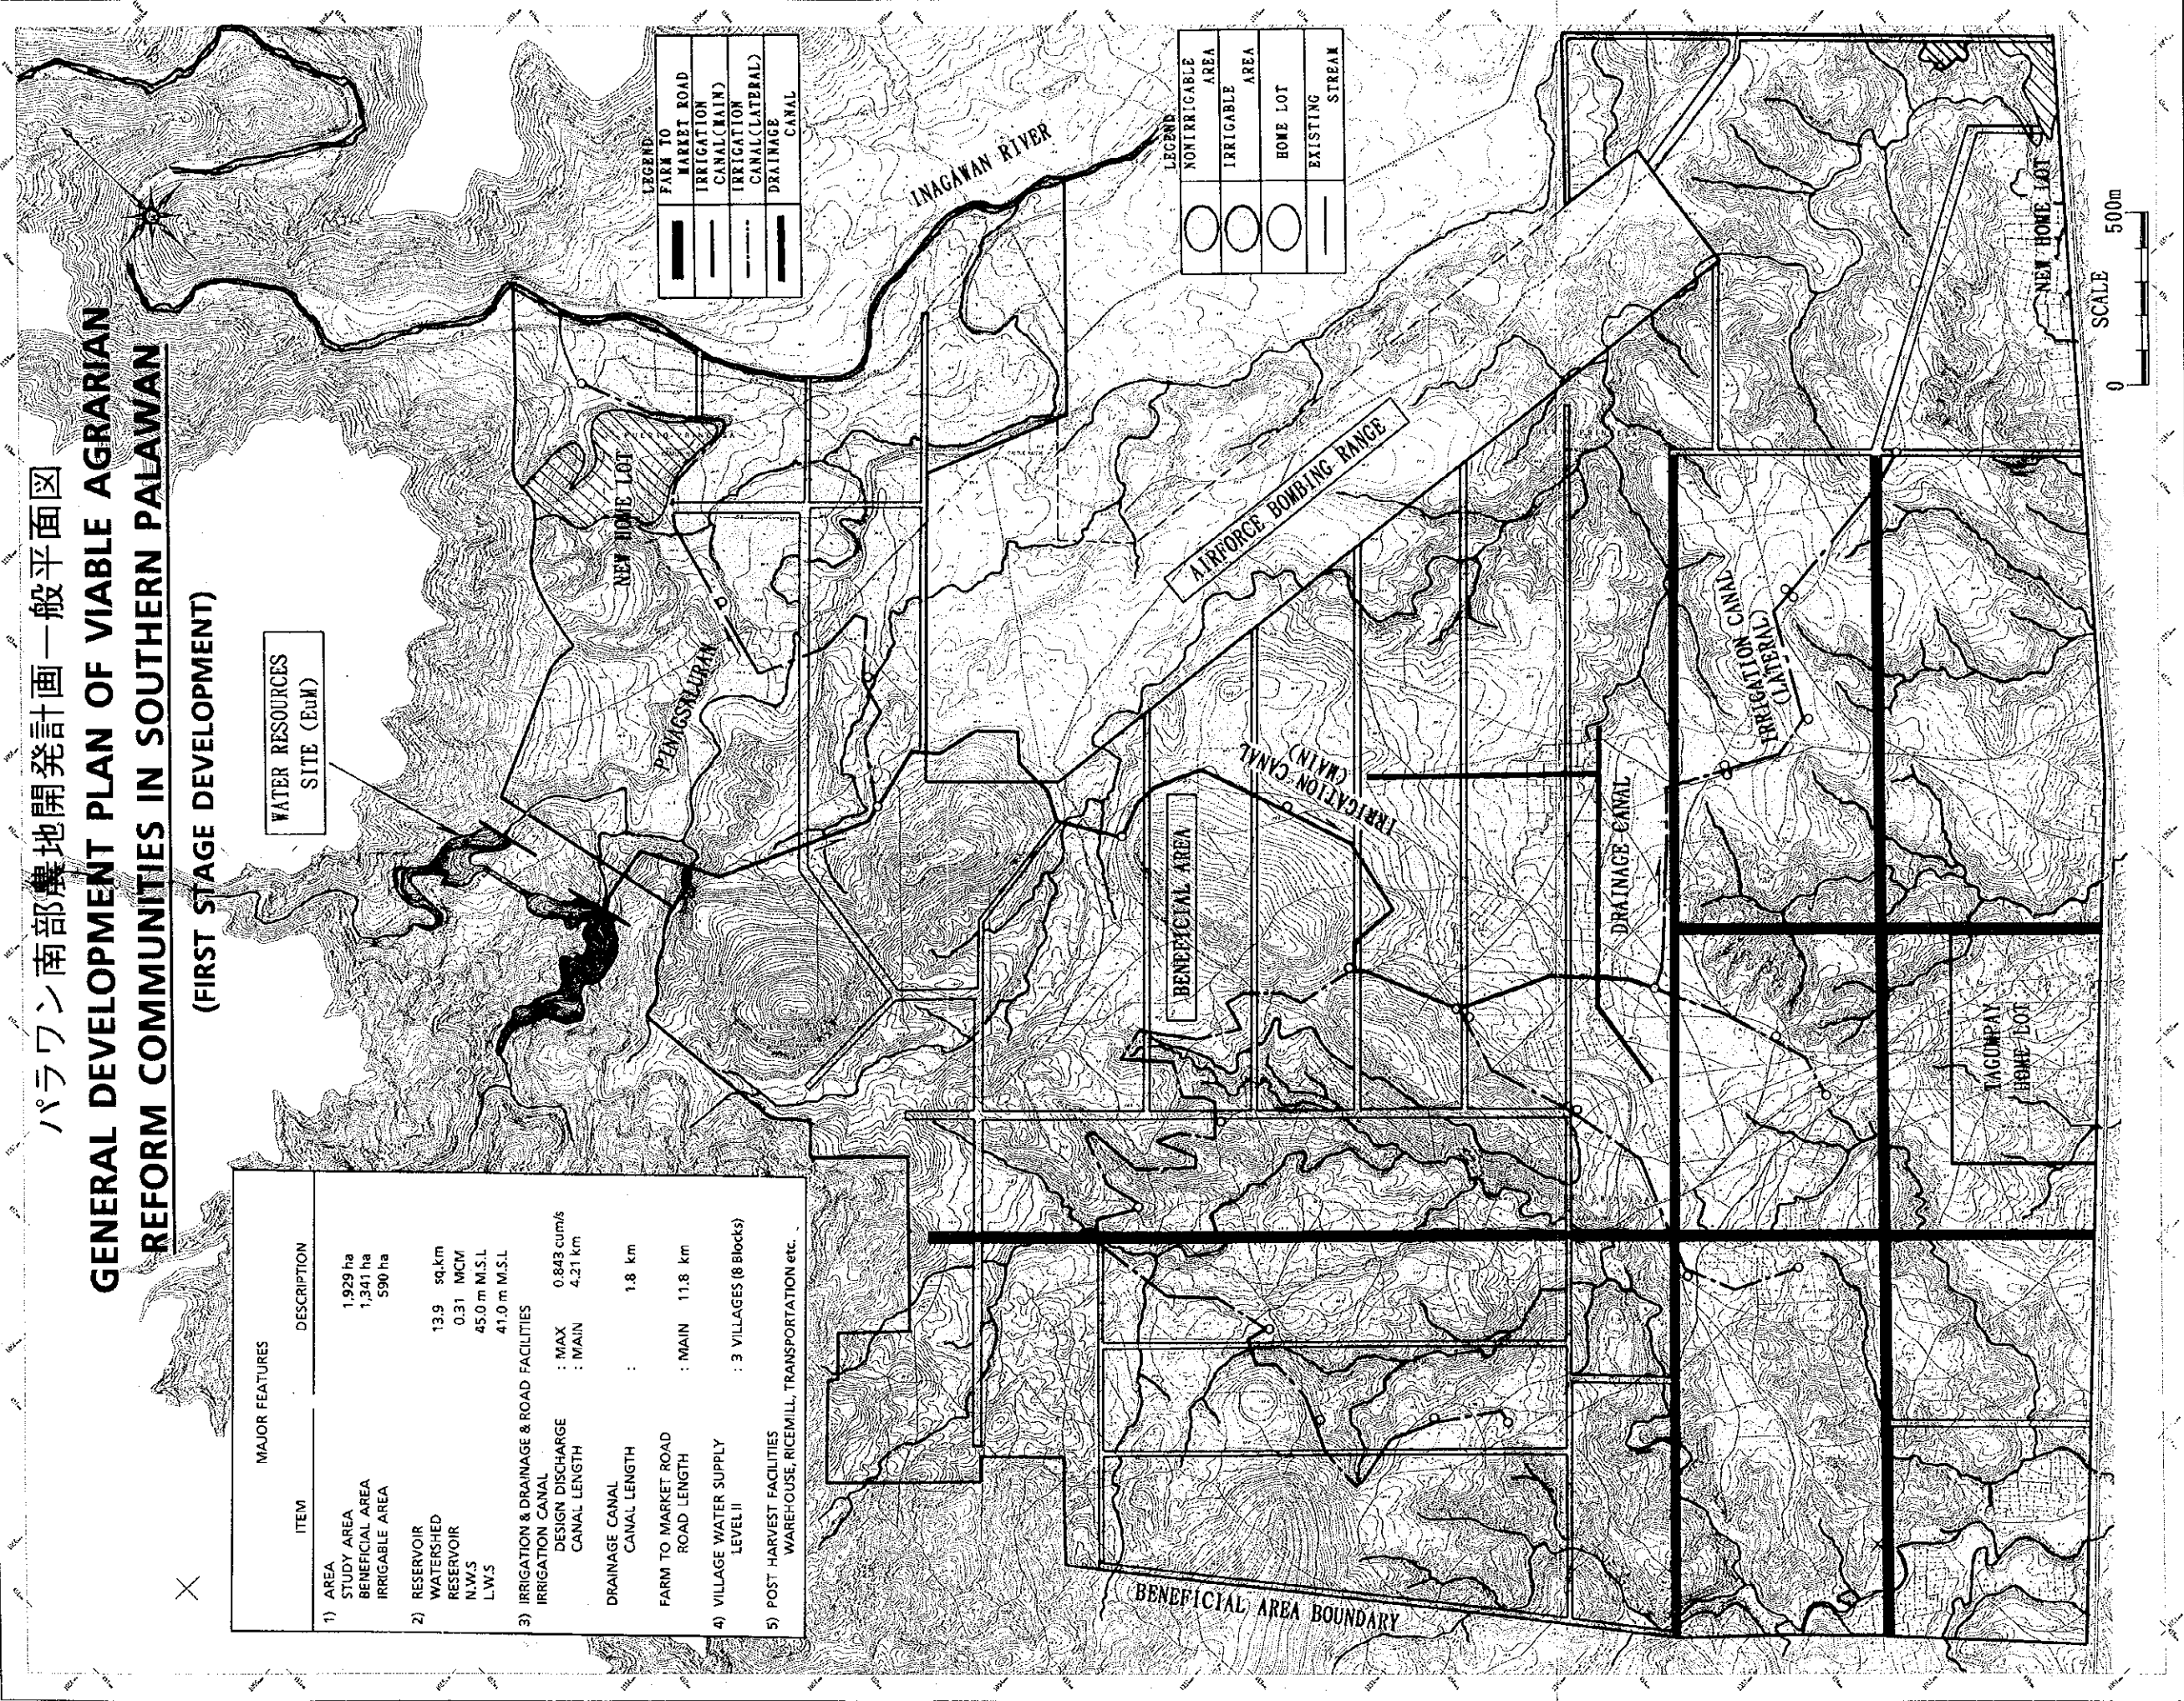 パラワン南部農地開発計画一般平面図
GENERAL DEVELOPMENT PLAN OF VIABLE AGRARIAN
REFORM COMMUNITIES IN SOUTHERN PALAWAN
(FIRST STAGE DEVELOPMENT)
WATER RESOURCES
SITE (EuM)
MAJOR FEATURES
ITEM DESCRIPTION
1) AREA
STUDY AREA 1,929 ha
BENEFICIAL AREA 1,341 ha
IRRIGABLE AREA 590 ha
2) RESERVOIR
WATERSHED 13.9 sq.km
RESERVOIR 0.31 MCM
N.W.S 45.0 m M.S.L
L.W.S 41.0 m M.S.L
3) IRRIGATION & DRAINAGE & ROAD FACILITIES
IRRIGATION CANAL
DESIGN DISCHARGE : MAX 0.843 cum/s
CANAL LENGTH : MAIN 4.21 km
DRAINAGE CANAL
CANAL LENGTH : 1.8 km
FARM TO MARKET ROAD
ROAD LENGTH : MAIN 11.8 km
4) VILLAGE WATER SUPPLY
LEVEL II : 3 VILLAGES (8 Blocks)
5) POST HARVEST FACILITIES
WAREHOUSE, RICEMILL, TRANSPORTATION etc.
LEGEND
FARM TO
MARKET ROAD
IRRIGATION
CANAL(MAIN)
IRRIGATION
CANAL(LATERAL)
DRAINAGE
CANAL
INAGAWAN RIVER
LEGEND
NONIRRIGABLE
AREA
IRRIGABLE
AREA
HOME LOT
EXISTING
STREAM
NEW HOME LOT
PINAGSALURAN
AIRFORCE BOMBING RANGE
BENEFICIAL AREA
IRRIGATION CANAL
(MAIN)
DRAINAGE CANAL
IRRIGATION CANAL
(LATERAL)
TAGUMPAY
HOME LOT
NEW HOME LOT
BENEFICIAL AREA BOUNDARY
SCALE
0 500m